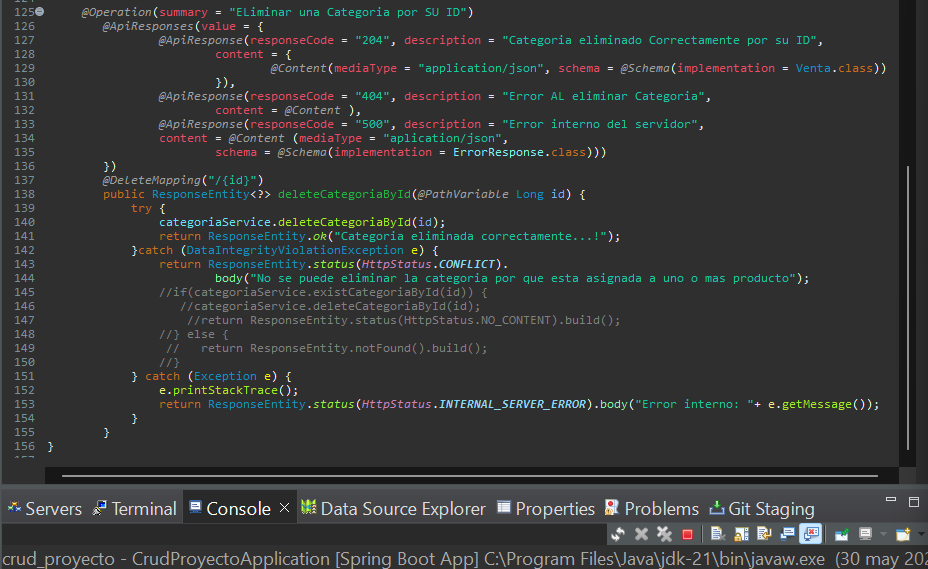 125 @Operation(summary = "ELiminar una Categoria por SU ID")
126 @ApiResponses(value = {
127 @ApiResponse(responseCode = "204", description = "Categoria eliminado Correctamente por su ID",
128 content = {
129 @Content(mediaType = "application/json", schema = @Schema(implementation = Venta.class))
130 }),
131 @ApiResponse(responseCode = "404", description = "Error AL eliminar Categoria",
132 content = @Content ),
133 @ApiResponse(responseCode = "500", description = "Error interno del servidor",
134 content = @Content (mediaType = "aplication/json",
135 schema = @Schema(implementation = ErrorResponse.class)))
136 })
137 @DeleteMapping("/{id}")
138 public ResponseEntity<?> deleteCategoriaById(@PathVariable Long id) {
139 try {
140 categoriaService.deleteCategoriaById(id);
141 return ResponseEntity.ok("Categoria eliminada correctamente...!");
142 }catch (DataIntegrityViolationException e) {
143 return ResponseEntity.status(HttpStatus.CONFLICT).
144 body("No se puede eliminar la categoria por que esta asignada a uno o mas producto");
145 //if(categoriaService.existCategoriaById(id)) {
146 //categoriaService.deleteCategoriaById(id);
147 //return ResponseEntity.status(HttpStatus.NO_CONTENT).build();
148 //} else {
149 // return ResponseEntity.notFound().build();
150 //}
151 } catch (Exception e) {
152 e.printStackTrace();
153 return ResponseEntity.status(HttpStatus.INTERNAL_SERVER_ERROR).body("Error interno: "+ e.getMessage());
154 }
155 }
156 }
Servers Terminal Console Data Source Explorer Properties Problems Git Staging
crud_proyecto - CrudProyectoApplication [Spring Boot App] C:\Program Files\Java\jdk-21\bin\javaw.exe (30 may